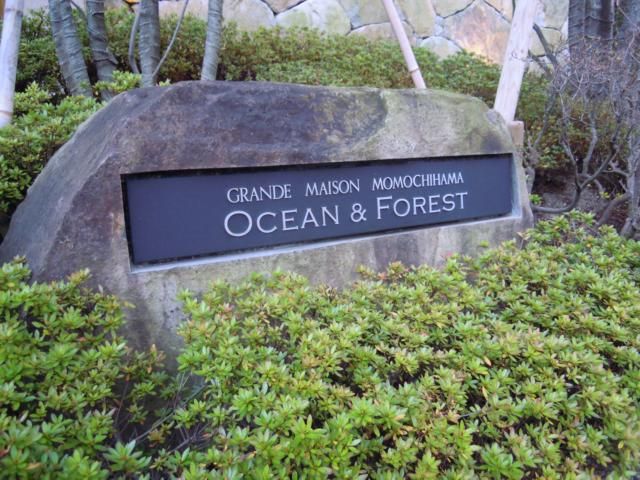 GRANDE MAISON MOMOCHIHAMA
OCEAN & FOREST